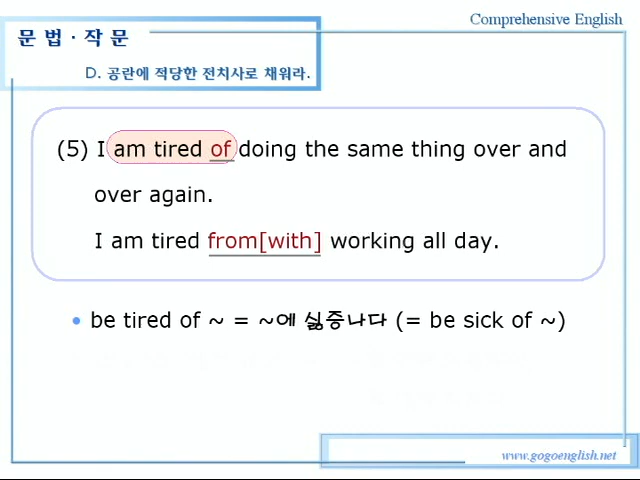 Comprehensive English
문 법 · 작 문
D. 공란에 적당한 전치사로 채워라.
(5) I am tired of doing the same thing over and
over again.
I am tired from[with] working all day.
• be tired of ~ = ~에 싫증나다 (= be sick of ~)
www.gogoenglish.net